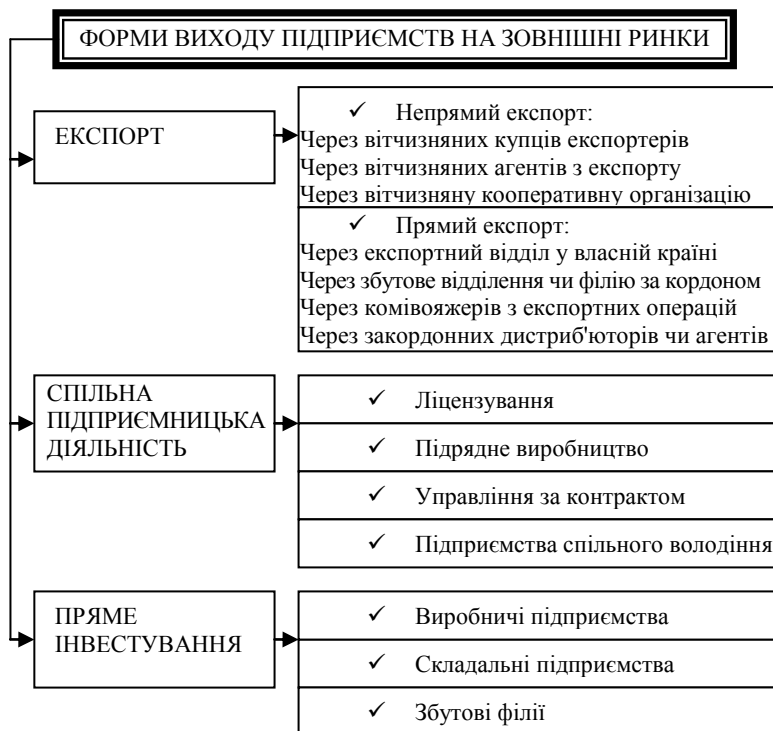 ФОРМИ ВИХОДУ ПІДПРИЄМСТВ НА ЗОВНІШНІ РИНКИ
ЕКСПОРТ
✓ Непрямий експорт:
Через вітчизняних купців експортерів
Через вітчизняних агентів з експорту
Через вітчизняну кооперативну організацію
✓ Прямий експорт:
Через експортний відділ у власній країні
Через збутове відділення чи філію за кордоном
Через комівояжерів з експортних операцій
Через закордонних дистриб'юторів чи агентів
СПІЛЬНА
ПІДПРИЄМНИЦЬКА
ДІЯЛЬНІСТЬ
✓ Ліцензування
✓ Підрядне виробництво
✓ Управління за контрактом
✓ Підприємства спільного володіння
ПРЯМЕ
ІНВЕСТУВАННЯ
✓ Виробничі підприємства
✓ Складальні підприємства
✓ Збутові філії